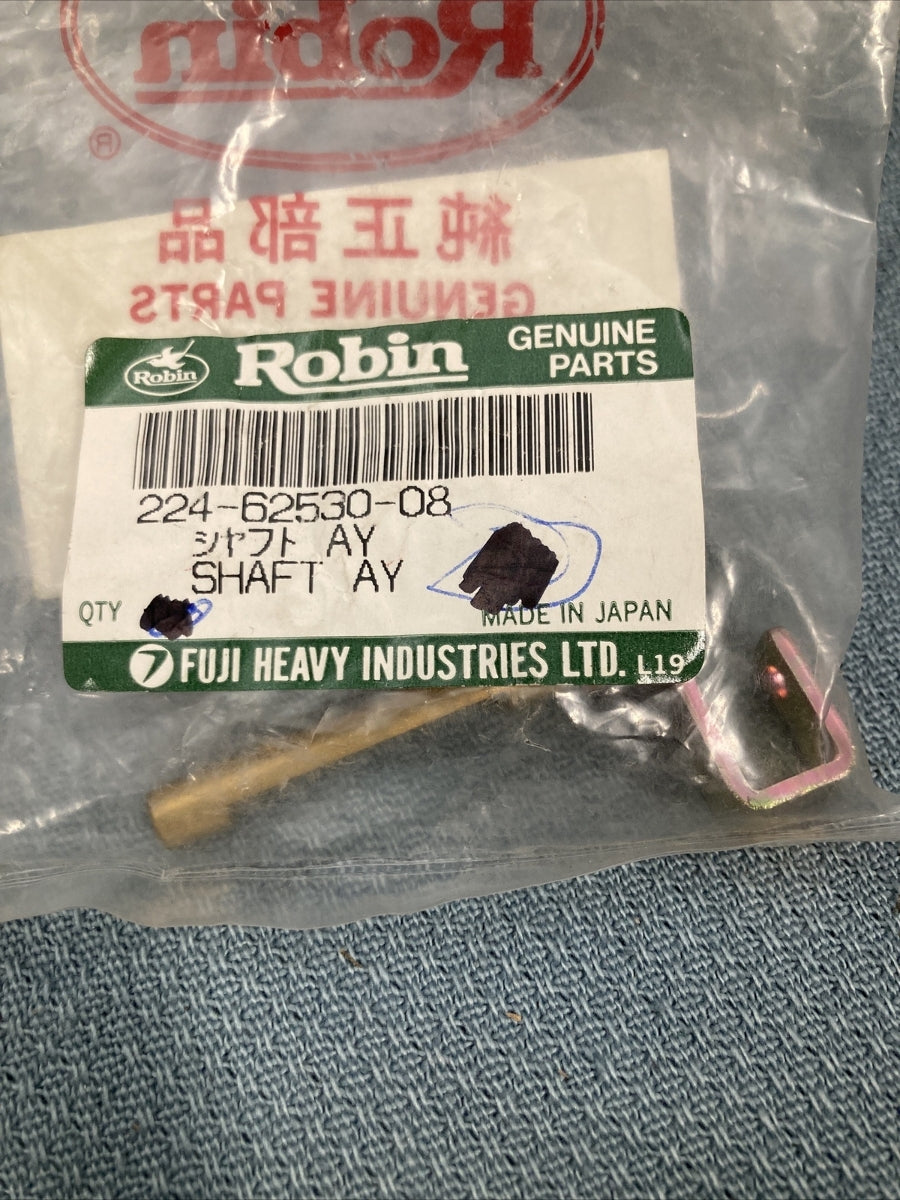 Robin
®
純正部品
GENUINE PARTS
Robin Robin GENUINE PARTS
224-62530-08
シャフト AY
SHAFT AY
QTY MADE IN JAPAN
7 FUJI HEAVY INDUSTRIES LTD. L19